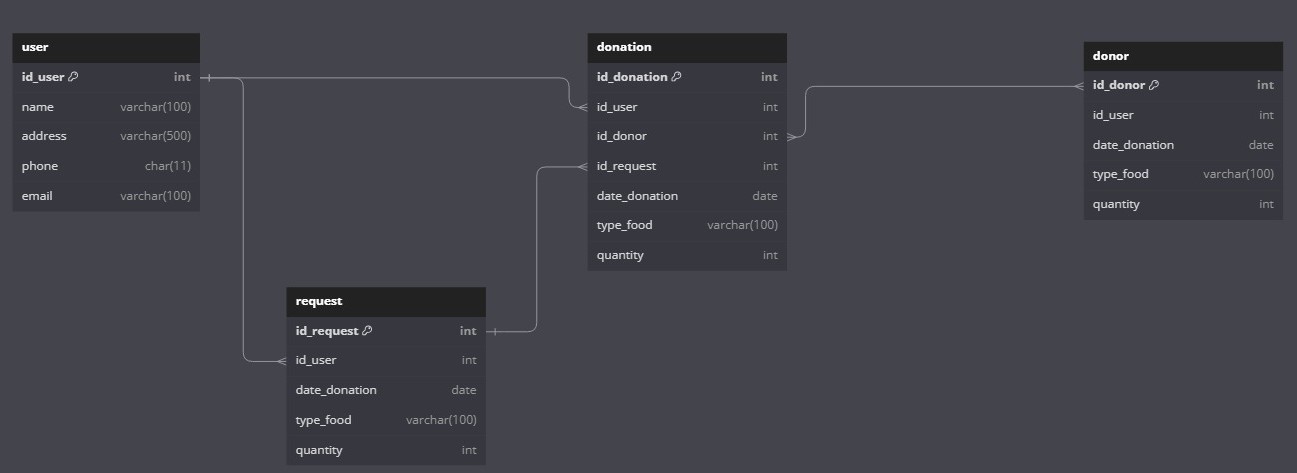 user
id_user int
name varchar(100)
address varchar(500)
phone char(11)
email varchar(100)
request
id_request int
id_user int
date_donation date
type_food varchar(100)
quantity int
donation
id_donation int
id_user int
id_donor int
id_request int
date_donation date
type_food varchar(100)
quantity int
donor
id_donor int
id_user int
date_donation date
type_food varchar(100)
quantity int